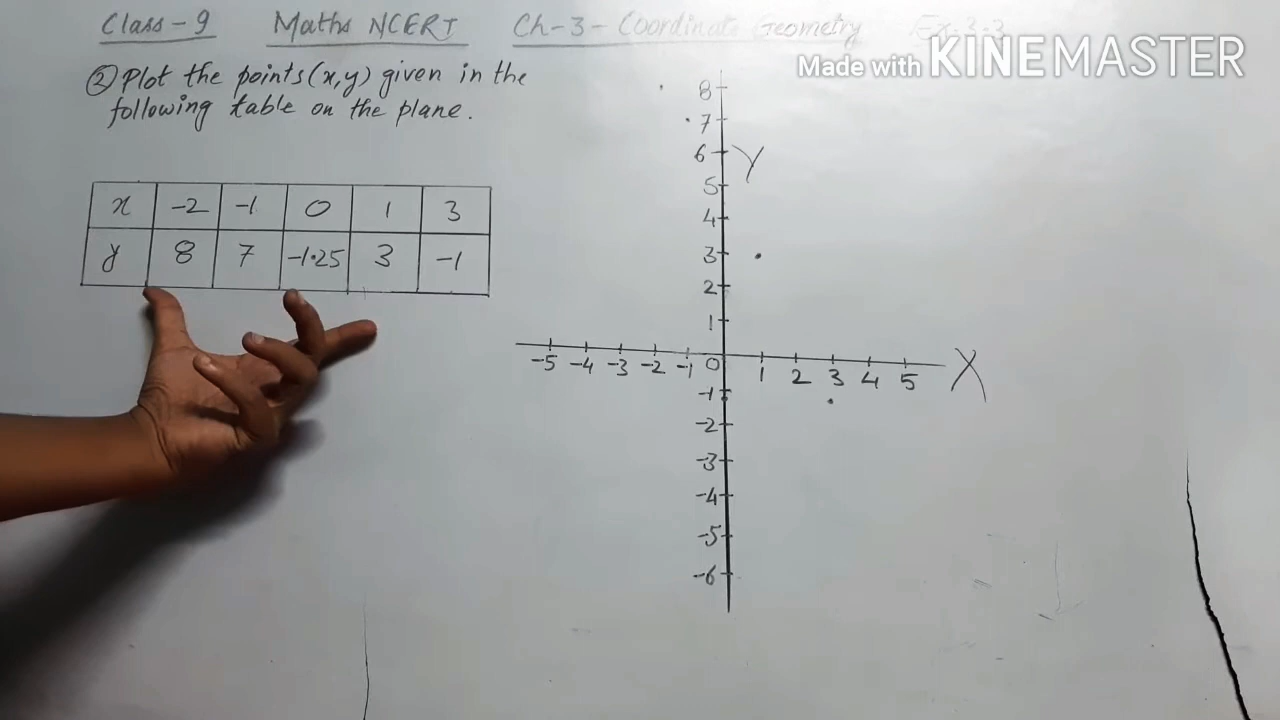 Class-9 Maths NCERT Ch-3-Coordinate Geometry Ex-3.3
Made with KINEMASTER
② Plot the points (x,y) given in the
following table on the plane.
x -2 -1 0 1 3
y 8 7 -1.25 3 -1
8
7
6 Y
5
4
3
2
1
-5 -4 -3 -2 -1 0 1 2 3 4 5 X
-1
-2
-3
-4
-5
-6